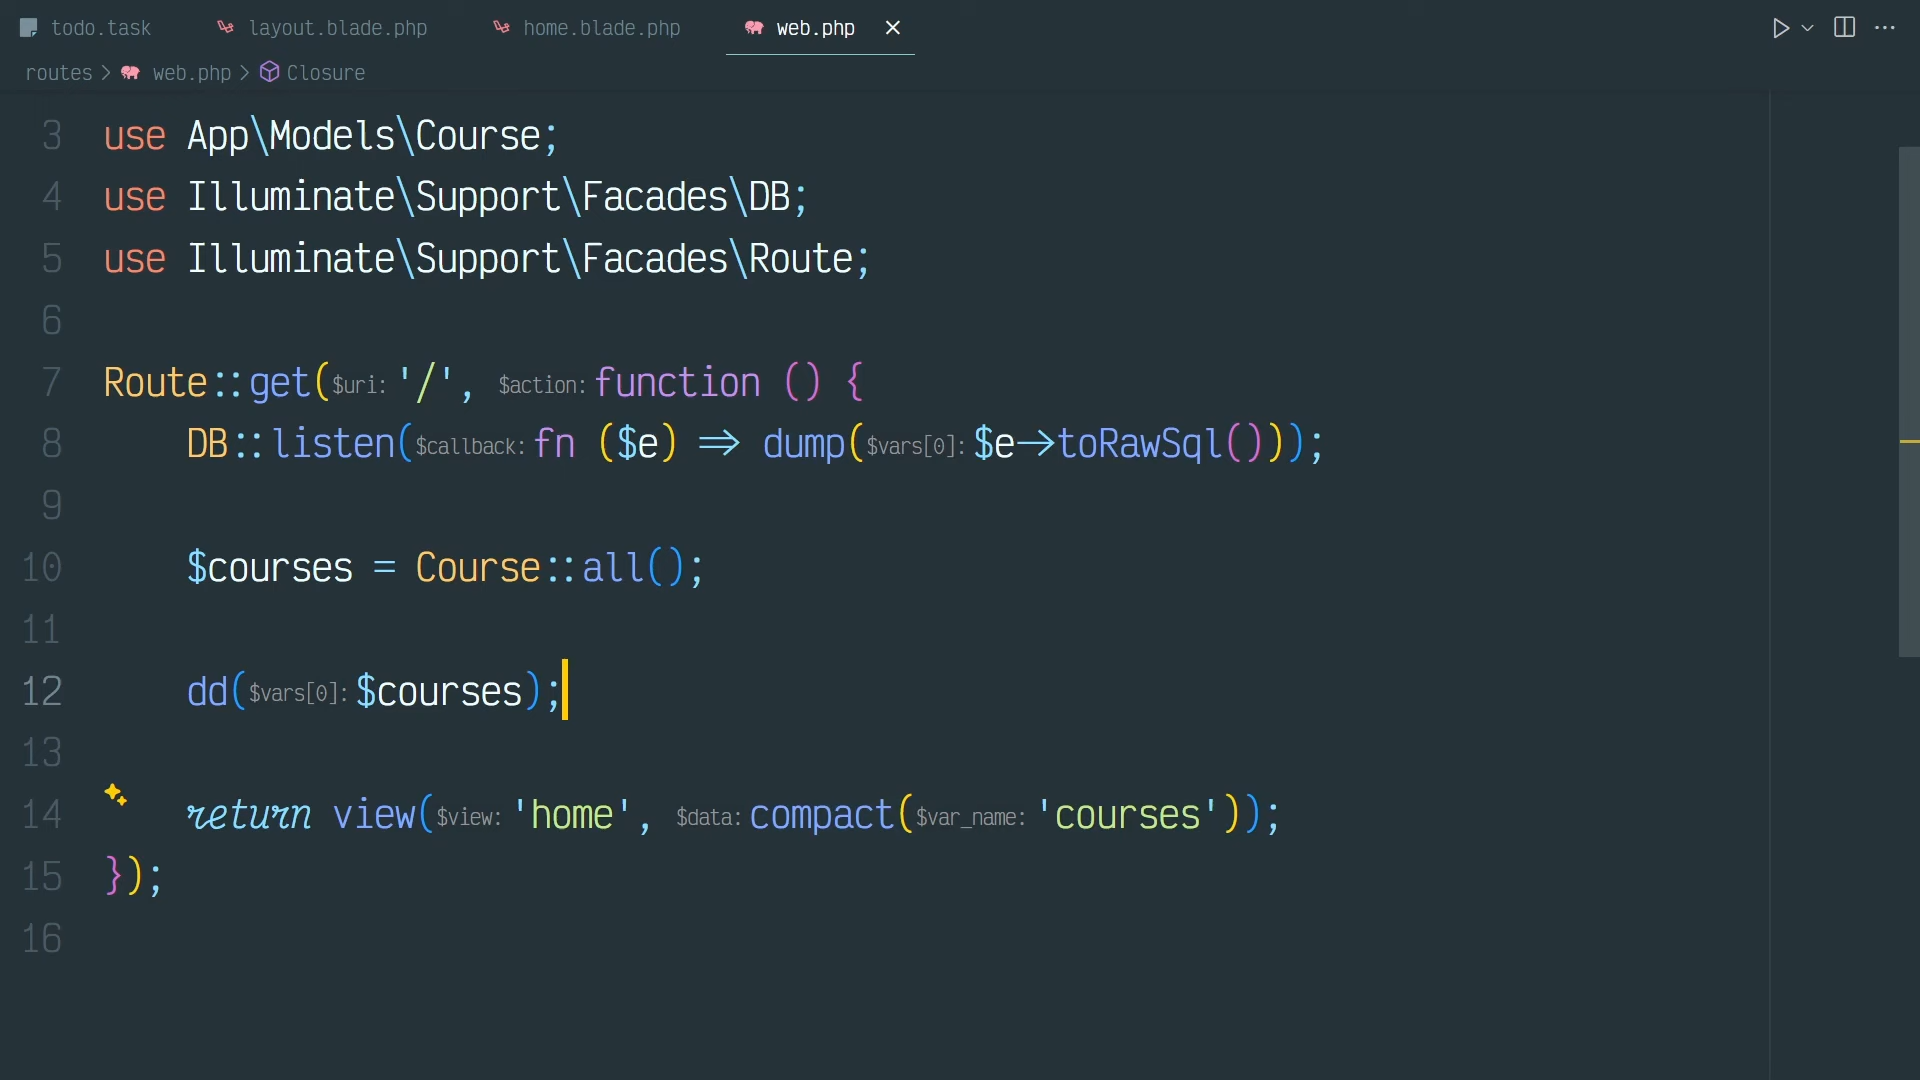 todo.task layout.blade.php home.blade.php web.php
routes > web.php > Closure
3 use App\Models\Course;
4 use Illuminate\Support\Facades\DB;
5 use Illuminate\Support\Facades\Route;
6
7 Route::get($uri: '/', $action: function () {
8 DB::listen($callback: fn ($e) => dump($vars[0]: $e->toRawSql()));
9
10 $courses = Course::all();
11
12 dd($vars[0]: $courses);
13
14 return view($view: 'home', $data: compact($var_name: 'courses'));
15 });
16